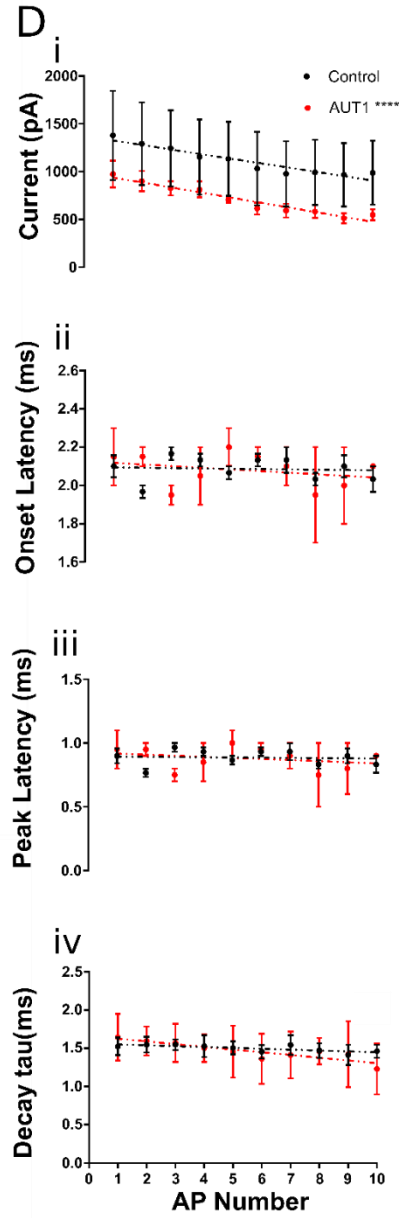 D
i
Current (pA)
2000
1500
1000
500
0
Control
AUT1 ****
ii
Onset Latency (ms)
2.6
2.4
2.2
2.0
1.8
1.6
iii
Peak Latency (ms)
1.5
1.0
0.5
0.0
iv
Decay tau(ms)
2.5
2.0
1.5
1.0
0.5
0.0
0 1 2 3 4 5 6 7 8 9 10
AP Number